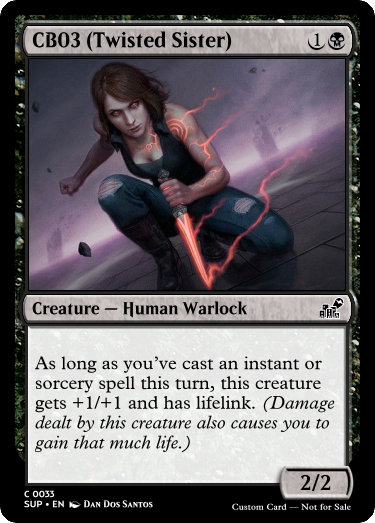 CB03 (Twisted Sister) 1
Creature — Human Warlock
As long as you've cast an instant or
sorcery spell this turn, this creature
gets +1/+1 and has lifelink. (Damage
dealt by this creature also causes you to
gain that much life.)
2/2
C 0033
SUP • EN Dan Dos Santos
Custom Card — Not for Sale